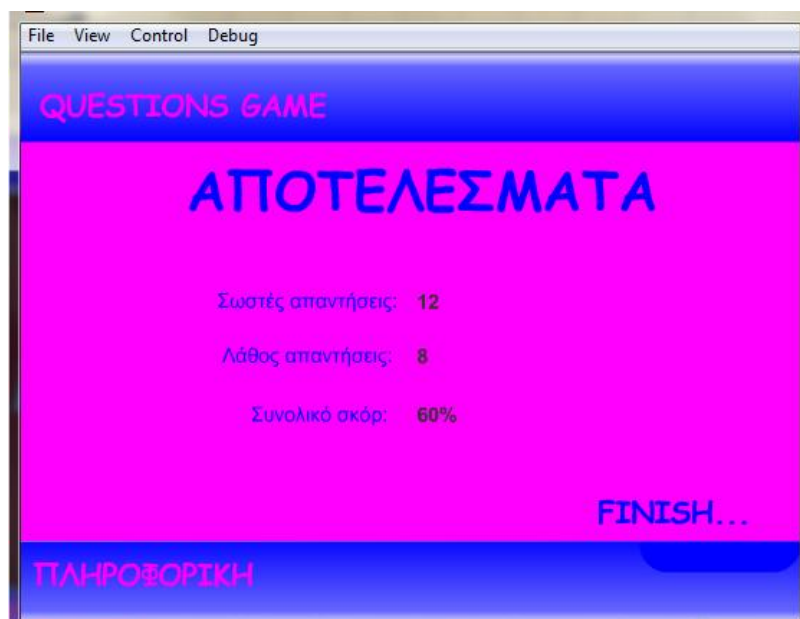 File View Control Debug
QUESTIONS GAME
ΑΠΟΤΕΛΕΣΜΑΤΑ
Σωστές απαντήσεις: 12
Λάθος απαντήσεις: 8
Συνολικό σκόρ: 60%
FINISH...
ΠΛΗΡΟΦΟΡΙΚΗ